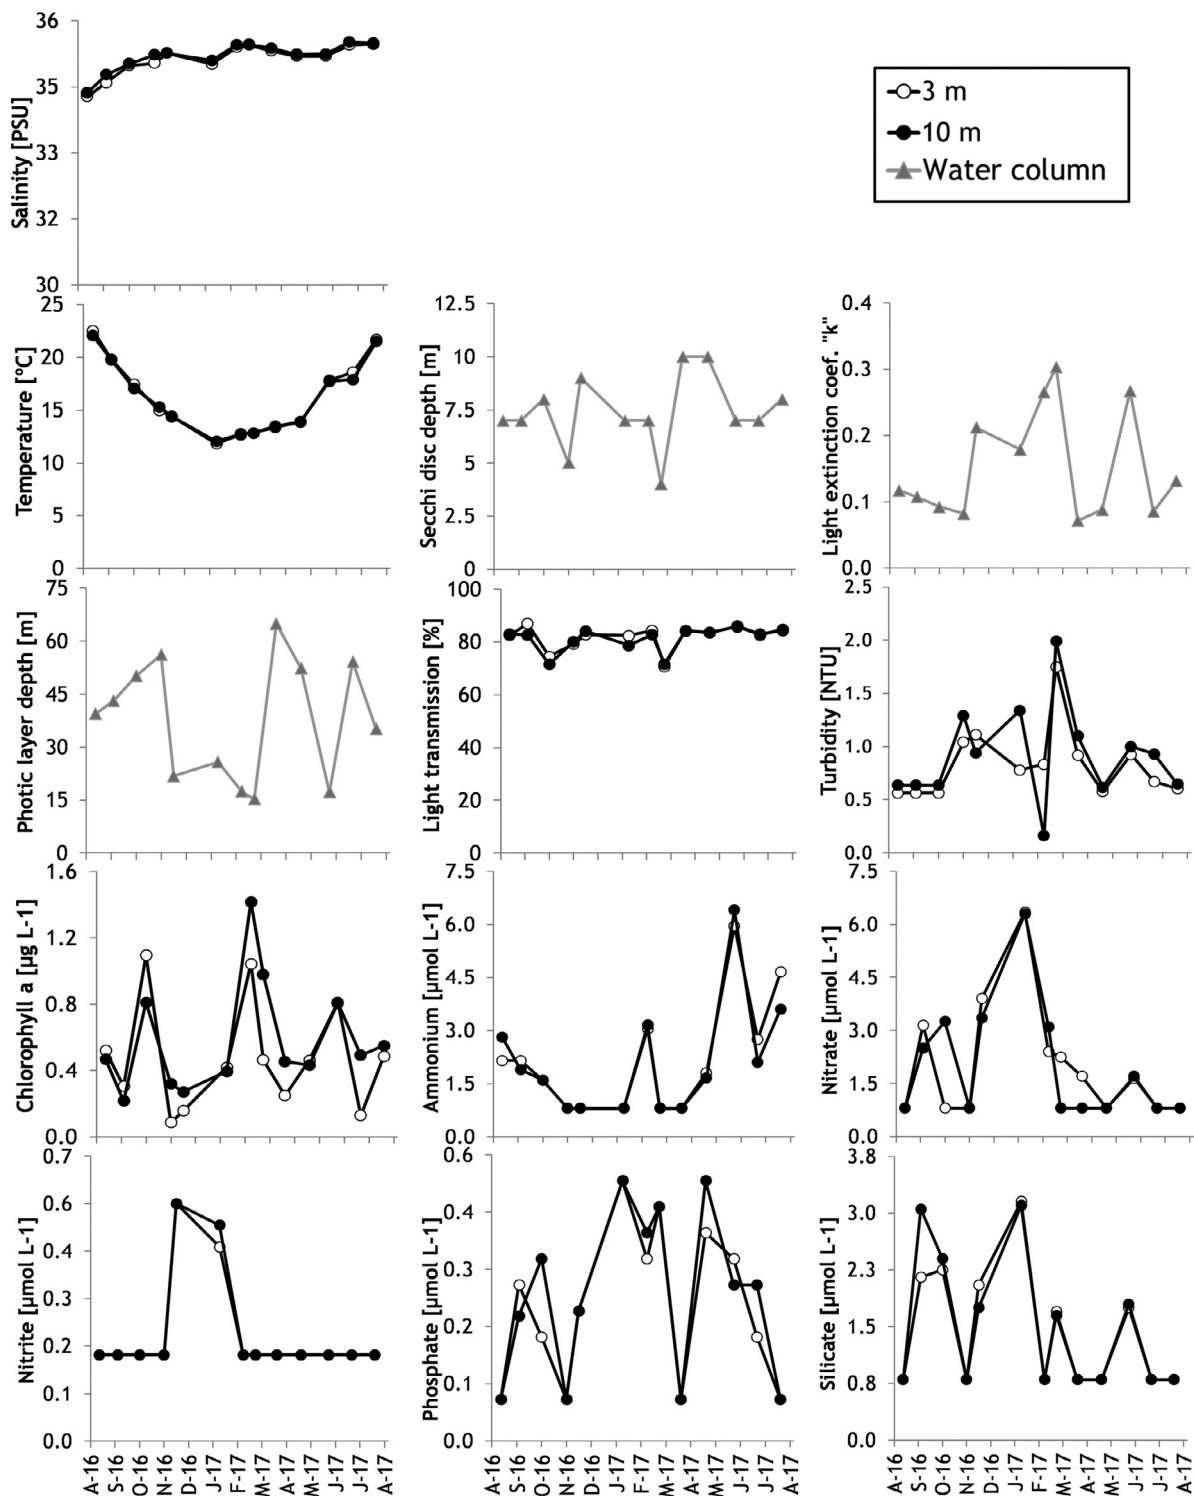 36
35
33
32
30
Salinity [PSU]
3 m
10 m
Water column
25
20
15
10
5
0
Temperature [°C]
12.5
10
7.5
5
2.5
0
Secchi disc depth [m]
0.4
0.3
0.2
0.1
0.0
Light extinction coef. "k"
75
60
45
30
15
0
Photic layer depth [m]
100
80
60
40
20
0
Light transmission [%]
2.5
2.0
1.5
1.0
0.5
0.0
Turbidity [NTU]
1.6
1.2
0.8
0.4
0.0
Chlorophyll a [µg L-1]
7.5
6.0
4.5
3.0
1.5
0.0
Ammonium [µmol L-1]
7.5
6.0
4.5
3.0
1.5
0.0
Nitrate [µmol L-1]
0.7
0.6
0.4
0.3
0.2
0.1
0.0
Nitrite [µmol L-1]
A-16
S-16
O-16
N-16
D-16
J-17
F-17
M-17
A-17
M-17
J-17
J-17
A-17
0.6
0.4
0.3
0.2
0.1
0.0
Phosphate [µmol L-1]
A-16
S-16
O-16
N-16
D-16
J-17
F-17
M-17
A-17
M-17
J-17
J-17
A-17
3.8
3.0
2.3
1.5
0.8
0.0
Silicate [µmol L-1]
A-16
S-16
O-16
N-16
D-16
J-17
F-17
M-17
A-17
M-17
J-17
J-17
A-17